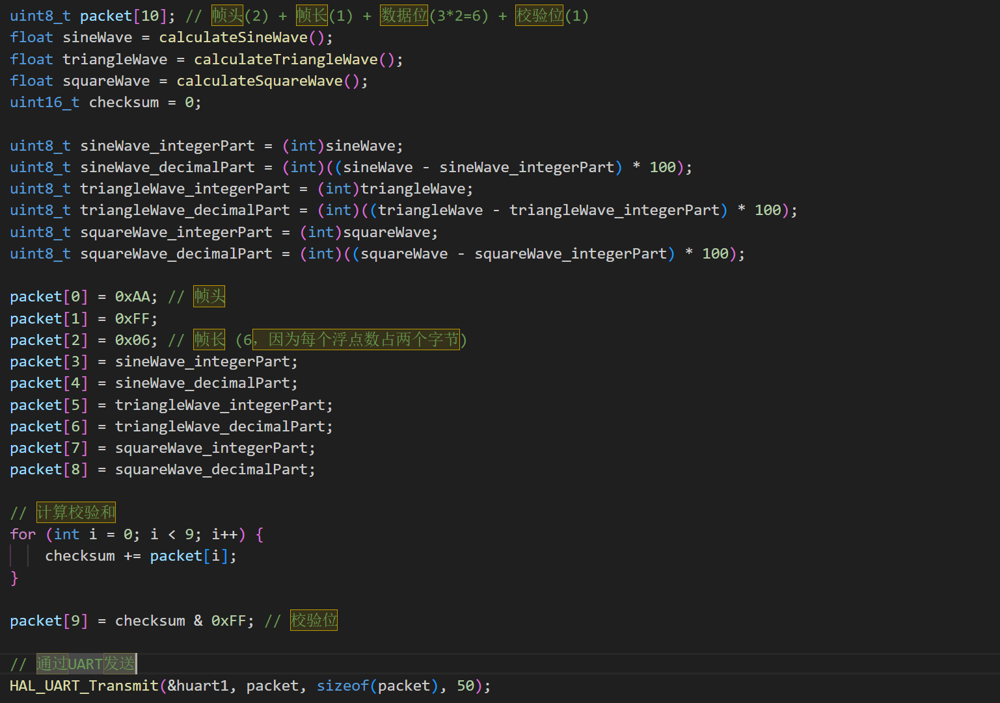 uint8_t packet[10]; // 帧头(2) + 帧长(1) + 数据位(3*2=6) + 校验位(1)
float sineWave = calculateSineWave();
float triangleWave = calculateTriangleWave();
float squareWave = calculateSquareWave();
uint16_t checksum = 0;
uint8_t sineWave_integerPart = (int)sineWave;
uint8_t sineWave_decimalPart = (int)((sineWave - sineWave_integerPart) * 100);
uint8_t triangleWave_integerPart = (int)triangleWave;
uint8_t triangleWave_decimalPart = (int)((triangleWave - triangleWave_integerPart) * 100);
uint8_t squareWave_integerPart = (int)squareWave;
uint8_t squareWave_decimalPart = (int)((squareWave - squareWave_integerPart) * 100);
packet[0] = 0xAA; // 帧头
packet[1] = 0xFF;
packet[2] = 0x06; // 帧长 (6，因为每个浮点数占两个字节)
packet[3] = sineWave_integerPart;
packet[4] = sineWave_decimalPart;
packet[5] = triangleWave_integerPart;
packet[6] = triangleWave_decimalPart;
packet[7] = squareWave_integerPart;
packet[8] = squareWave_decimalPart;
// 计算校验和
for (int i = 0; i < 9; i++) {
checksum += packet[i];
}
packet[9] = checksum & 0xFF; // 校验位
// 通过UART发送
HAL_UART_Transmit(&huart1, packet, sizeof(packet), 50);